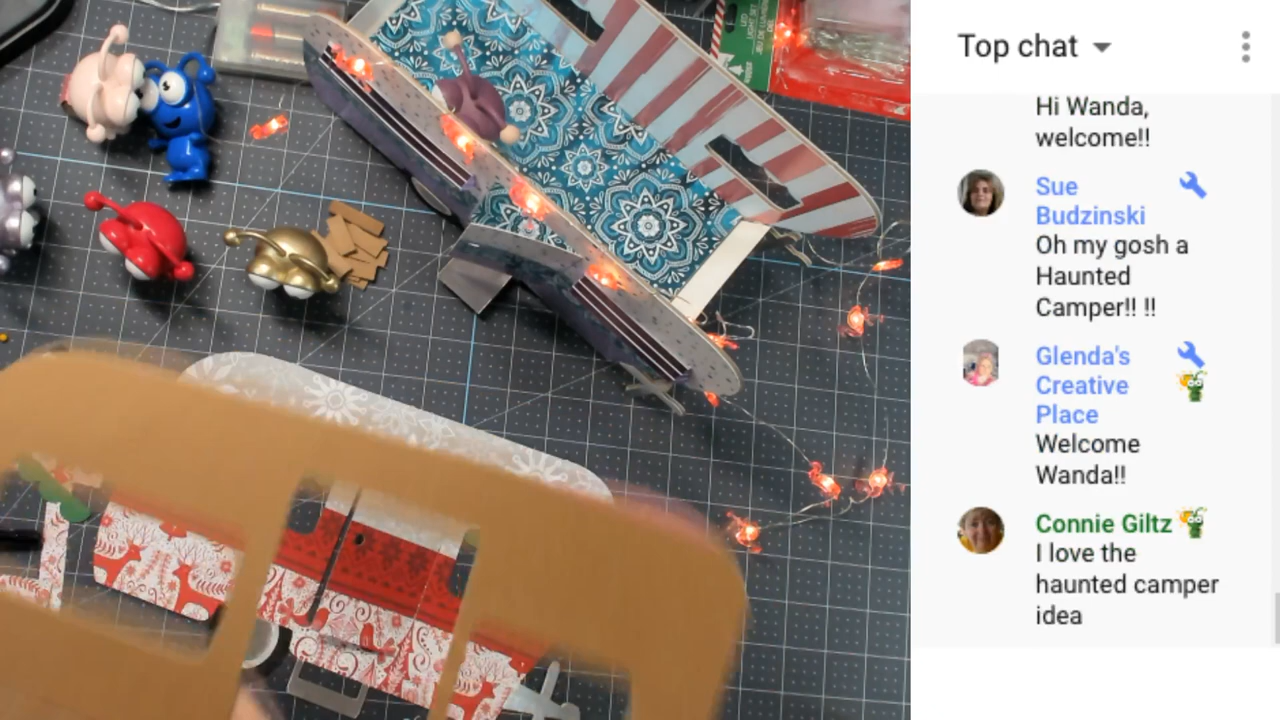 Top chat
Hi Wanda,
welcome!!
Sue
Budzinski
Oh my gosh a
Haunted
Camper!! !!
Glenda's
Creative
Place
Welcome
Wanda!!
Connie Giltz
I love the
haunted camper
idea